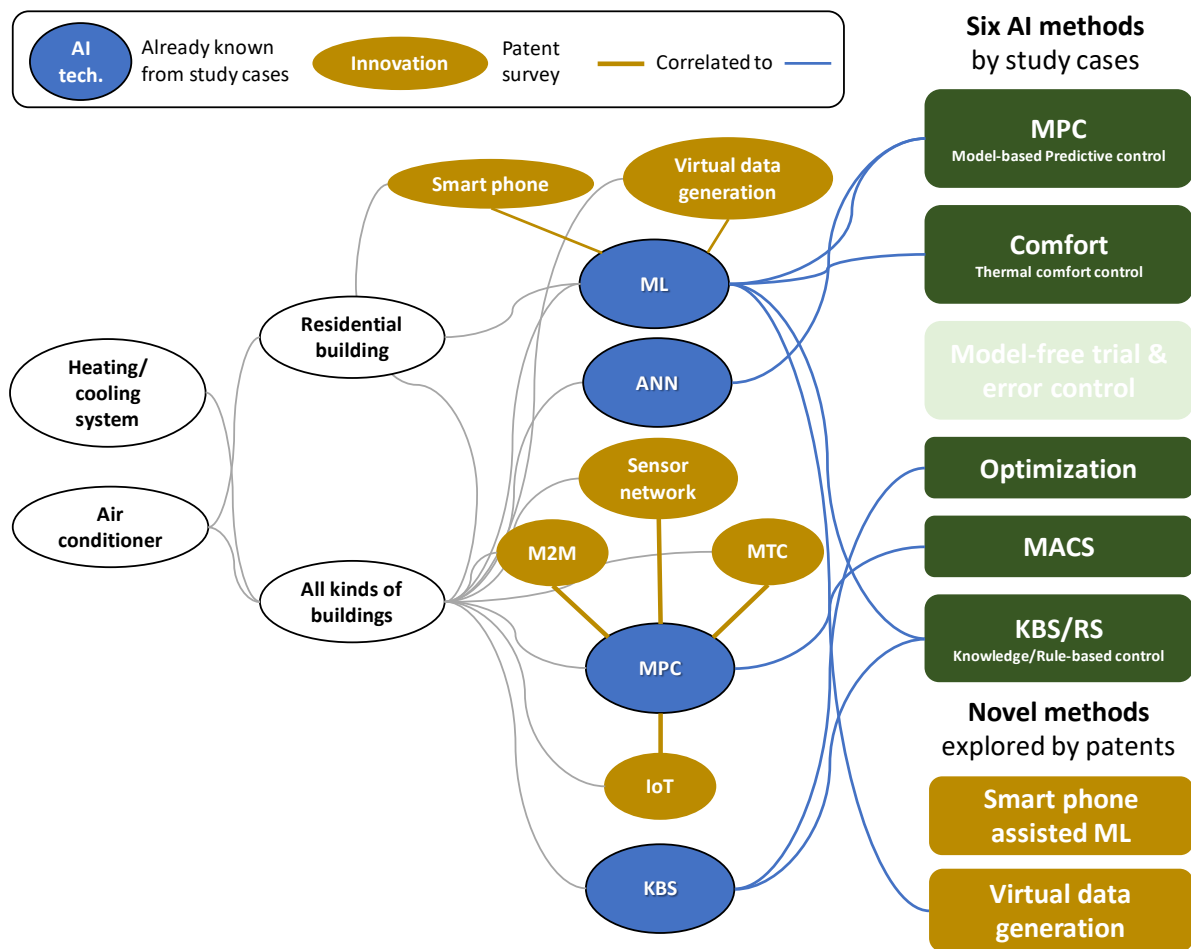 AI
tech.
Already known
from study cases
Innovation
Patent
survey
Correlated to
Six AI methods
by study cases
MPC
Model-based Predictive control
Comfort
Thermal comfort control
Model-free trial &
error control
Optimization
MACS
KBS/RS
Knowledge/Rule-based control
Novel methods
explored by patents
Smart phone
assisted ML
Virtual data
generation
Smart phone
Virtual data
generation
ML
ANN
Sensor
network
M2M
MTC
MPC
IoT
KBS
Residential
building
All kinds of
buildings
Heating/
cooling
system
Air
conditioner